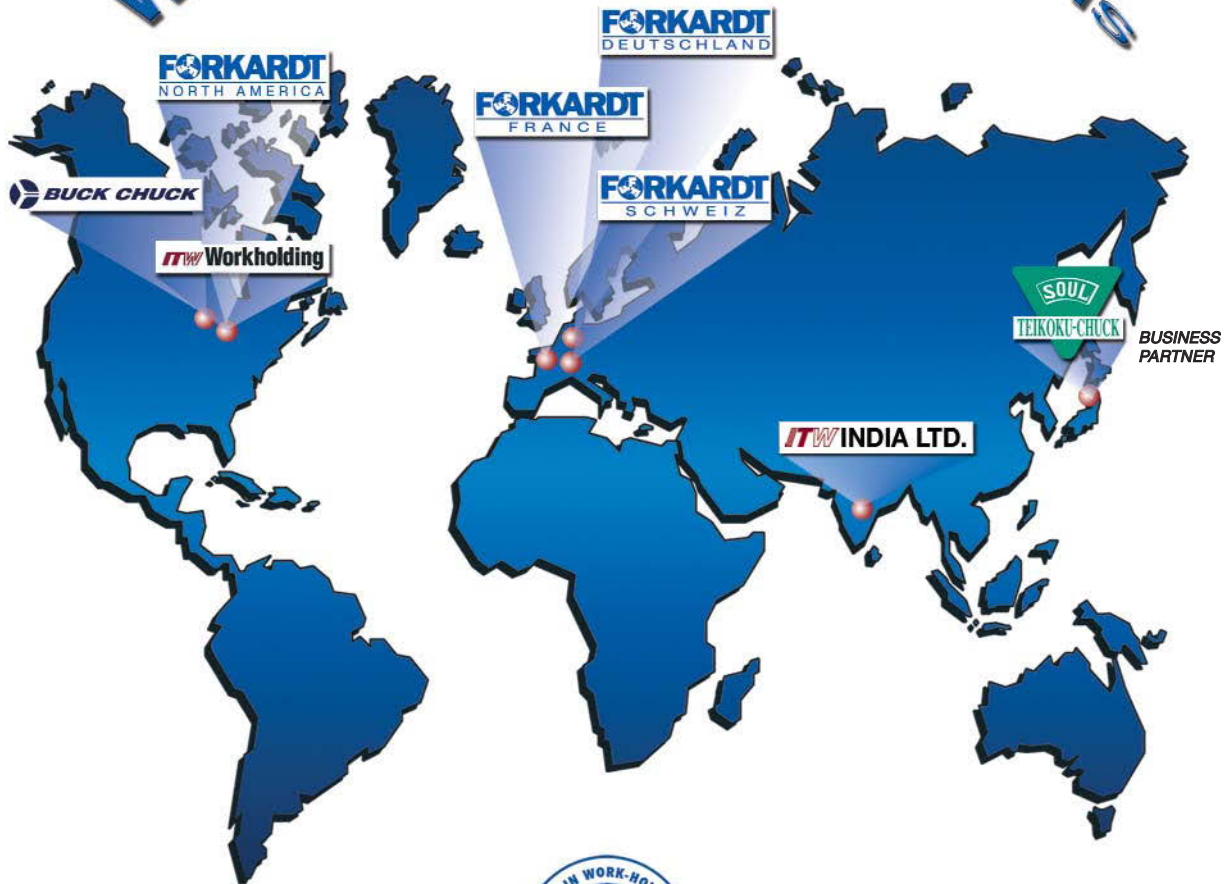 FORKARDT
DEUTSCHLAND
FORKARDT
NORTH AMERICA
FORKARDT
FRANCE
BUCK CHUCK
FORKARDT
SCHWEIZ
ITW Workholding
SOUL
TEIKOKU-CHUCK
BUSINESS
PARTNER
ITW INDIA LTD.
IN WORK-HO